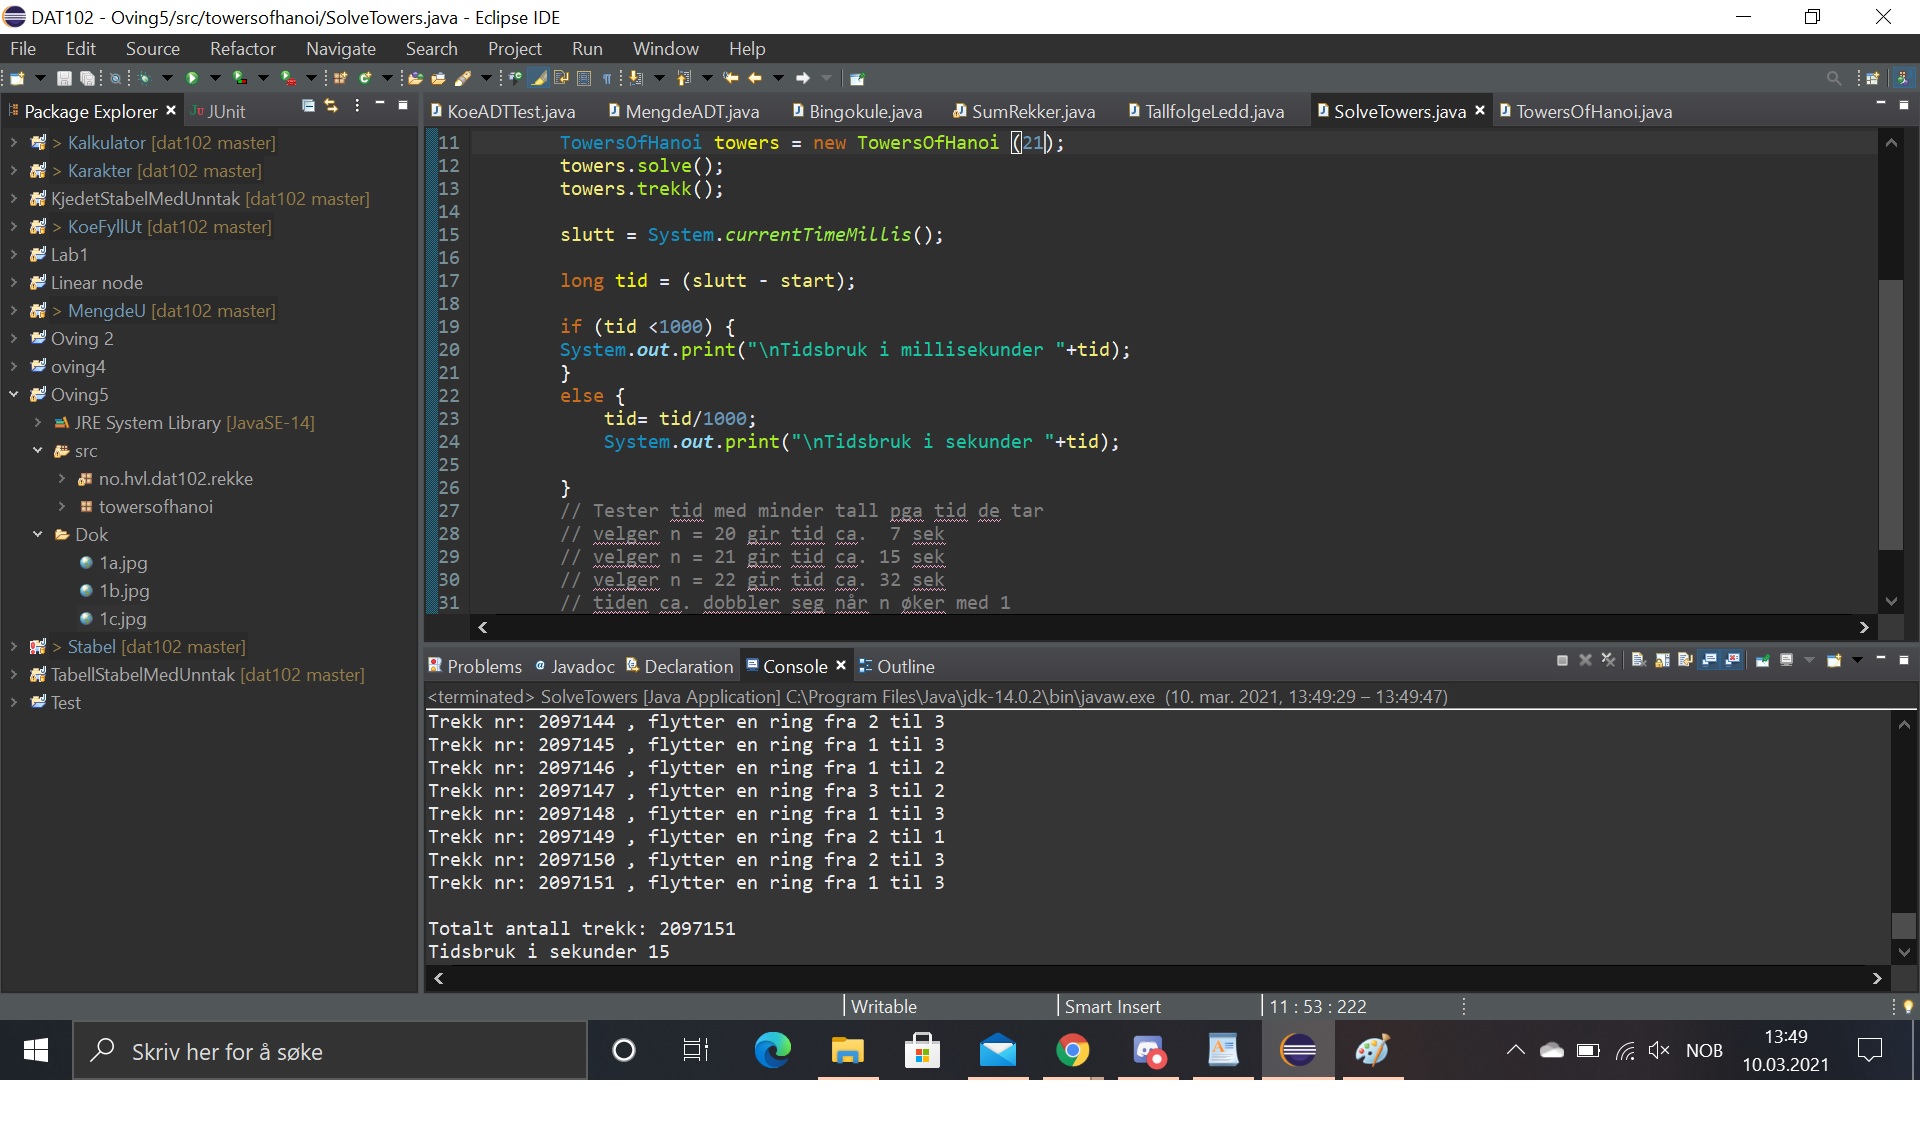 DAT102 - Oving5/src/towersofhanoi/SolveTowers.java - Eclipse IDE
File Edit Source Refactor Navigate Search Project Run Window Help
Package Explorer JUnit
> Kalkulator [dat102 master]
> Karakter [dat102 master]
KjedetStabelMedUnntak [dat102 master]
> KoeFyllUt [dat102 master]
Lab1
Linear node
> MengdeU [dat102 master]
Oving 2
oving4
Oving5
JRE System Library [JavaSE-14]
src
no.hvl.dat102.rekke
towersofhanoi
Dok
1a.jpg
1b.jpg
1c.jpg
> Stabel [dat102 master]
TabellStabelMedUnntak [dat102 master]
Test
KoeADTTest.java MengdeADT.java Bingokule.java SumRekker.java TallfolgeLedd.java SolveTowers.java TowersOfHanoi.java
11 TowersOfHanoi towers = new TowersOfHanoi (21);
12 towers.solve();
13 towers.trekk();
14
15 slutt = System.currentTimeMillis();
16
17 long tid = (slutt - start);
18
19 if (tid <1000) {
20 System.out.print("\nTidsbruk i millisekunder "+tid);
21 }
22 else {
23 tid= tid/1000;
24 System.out.print("\nTidsbruk i sekunder "+tid);
25
26 }
27 // Tester tid med minder tall pga tid de tar
28 // velger n = 20 gir tid ca.  7 sek
29 // velger n = 21 gir tid ca. 15 sek
30 // velger n = 22 gir tid ca. 32 sek
31 // tiden ca. dobbler seg når n øker med 1
Problems Javadoc Declaration Console Outline
<terminated> SolveTowers [Java Application] C:\Program Files\Java\jdk-14.0.2\bin\javaw.exe (10. mar. 2021, 13:49:29 – 13:49:47)
Trekk nr: 2097144 , flytter en ring fra 2 til 3
Trekk nr: 2097145 , flytter en ring fra 1 til 3
Trekk nr: 2097146 , flytter en ring fra 1 til 2
Trekk nr: 2097147 , flytter en ring fra 3 til 2
Trekk nr: 2097148 , flytter en ring fra 1 til 3
Trekk nr: 2097149 , flytter en ring fra 2 til 1
Trekk nr: 2097150 , flytter en ring fra 2 til 3
Trekk nr: 2097151 , flytter en ring fra 1 til 3
Totalt antall trekk: 2097151
Tidsbruk i sekunder 15
Writable Smart Insert 11 : 53 : 222
Skriv her for å søke
NOB
13:49
10.03.2021